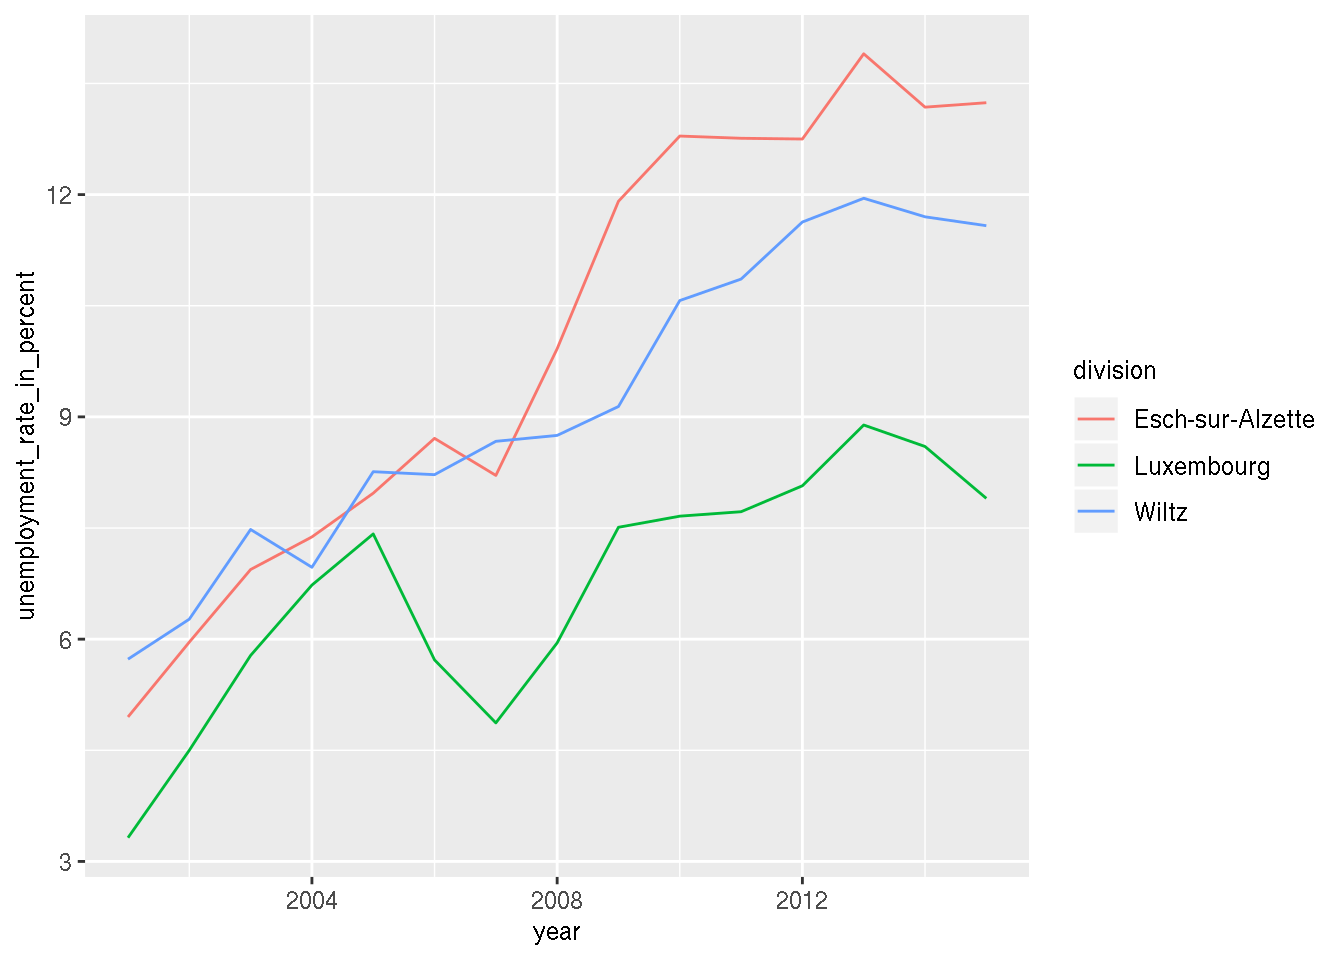 unemployment_rate_in_percent
12
9
6
3
2004
2008
2012
year
division
Esch-sur-Alzette
Luxembourg
Wiltz